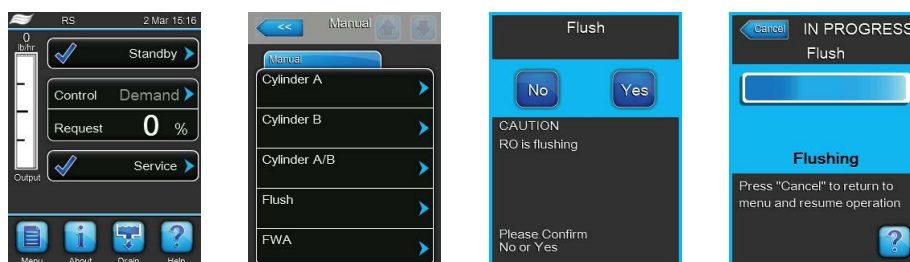 RS 2 Mar 15:16
0
lb/hr
Standby
Control Demand
Request 0 %
Service
Output
Menu About Drain Help
<< Manual
Manual
Cylinder A
Cylinder B
Cylinder A/B
Flush
FWA
Flush
No Yes
CAUTION
RO is flushing
Please Confirm
No or Yes
Cancel IN PROGRESS
Flush
Flushing
Press "Cancel" to return to
menu and resume operation
?